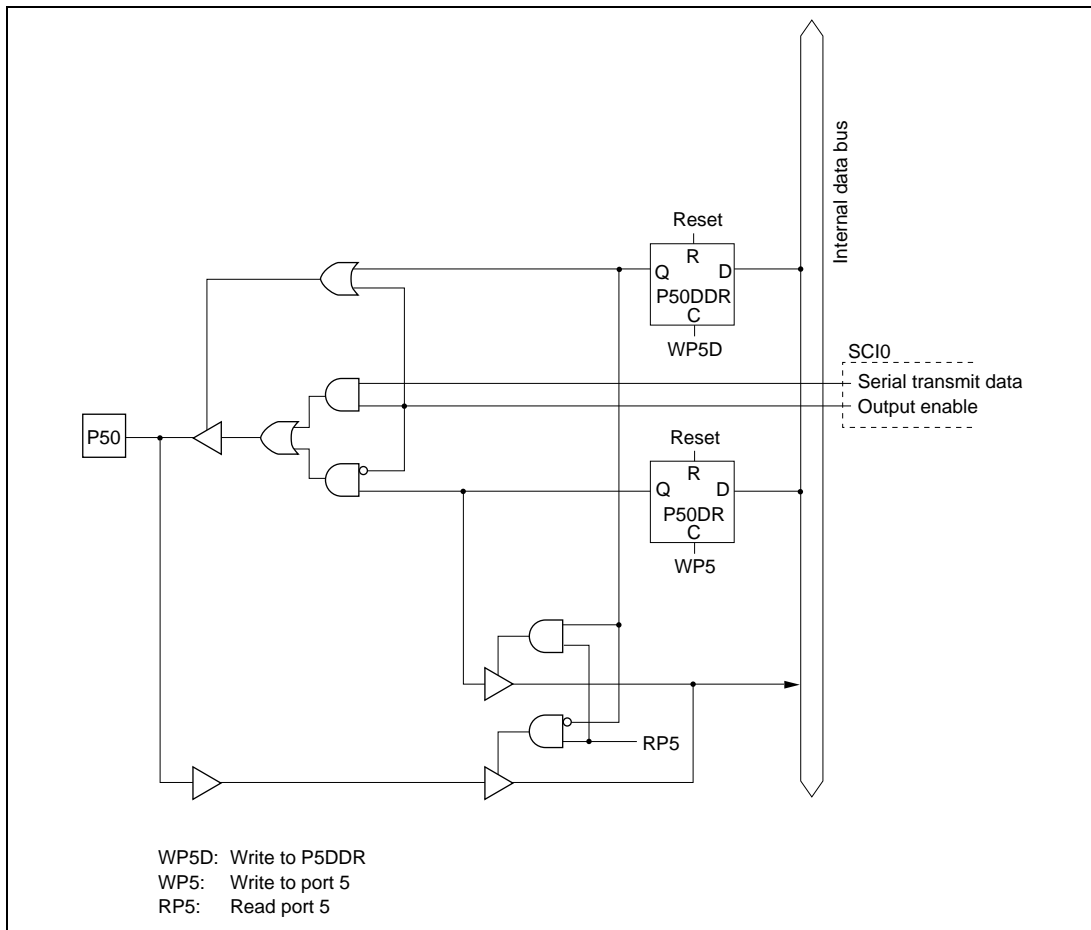 Internal data bus
Reset
R
Q D
P50DDR
C
WP5D
SCI0
Serial transmit data
Output enable
P50
Reset
R
Q D
P50DR
C
WP5
RP5
WP5D: Write to P5DDR
WP5: Write to port 5
RP5: Read port 5